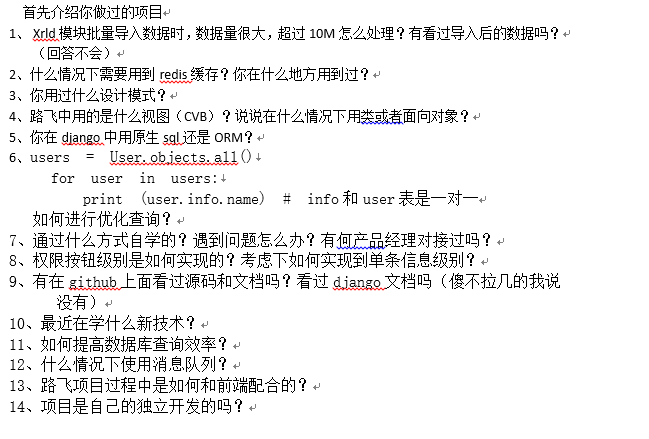 首先介绍你做过的项目
1、 Xrld 模块批量导入数据时，数据量很大，超过 10M 怎么处理？有看过导入后的数据吗？
（回答不会）
2、什么情况下需要用到 redis 缓存？你在什么地方用到过？
3、你用过什么设计模式？
4、路飞中用的是什么视图（CVB）？说说在什么情况下用类或者面向对象？
5、你在 django 中用原生 sql 还是 ORM？
6、users = User.objects.all()
for user in users:
print (user.info.name) # info 和 user 表是一对一
如何进行优化查询？
7、通过什么方式自学的？遇到问题怎么办？有何产品经理对接过吗？
8、权限按钮级别是如何实现的？考虑下如何实现到单条信息级别？
9、有在 github 上面看过源码和文档吗？看过 django 文档吗（傻不拉几的我说
没有）
10、最近在学什么新技术？
11、如何提高数据库查询效率？
12、什么情况下使用消息队列？
13、路飞项目过程中是如何和前端配合的？
14、项目是自己的独立开发的吗？